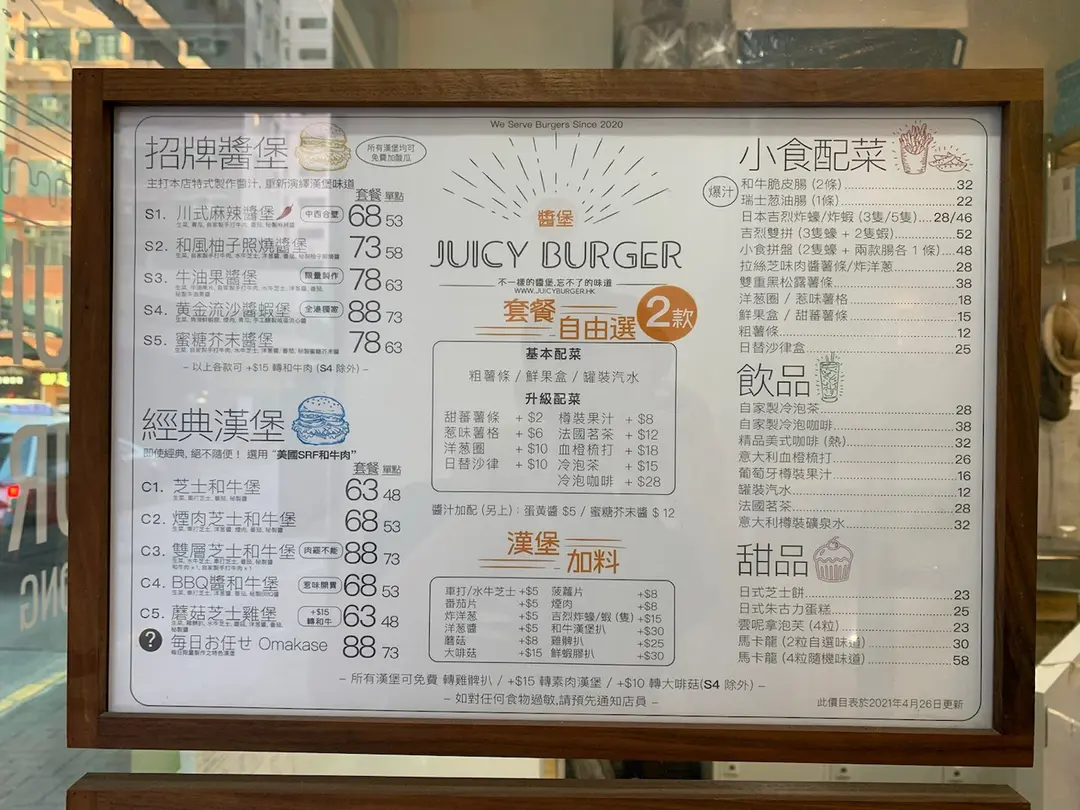 We Serve Burgers Since 2020
招牌醬堡
所有漢堡均可
免費加酸瓜
主打本店特式製作醬汁, 重新演繹漢堡味道
套餐 單點
S1. 川式麻辣醬堡 中西合璧 68 53
S2. 和風柚子照燒醬堡 73 58
S3. 牛油果醬堡 限量製作 78 63
S4. 黃金流沙醬蝦堡 全港獨家 88 73
S5. 蜜糖芥末醬堡 78 63
– 以上各款可 +$15 轉和牛肉 (S4 除外) –
經典漢堡
即使經典, 絕不隨便！ 選用 “美國SRF和牛肉”
套餐 單點
C1. 芝士和牛堡 63 48
C2. 煙肉芝士和牛堡 68 53
C3. 雙層芝士和牛堡 肉罷不能 88 73
C4. BBQ醬和牛堡 惹味開胃 68 53
C5. 蘑菇芝士雞堡 +$15 轉和牛 63 48
? 每日お任せ Omakase 88 73
每日限量製作之特色漢堡
醬堡
JUICY BURGER
不一樣的醬堡, 忘不了的味道
WWW.JUICYBURGER.HK
套餐 自由選 2款
基本配菜
粗薯條 / 鮮果盒 / 罐裝汽水
升級配菜
甜蕃薯條 + $2 樽裝果汁 + $8
惹味薯格 + $6 法國茗茶 + $12
洋葱圈 + $10 血橙梳打 + $18
日替沙律 + $10 冷泡茶 + $15
冷泡咖啡 + $28
醬汁加配 (另上) : 蛋黃醬 $5 / 蜜糖芥末醬 $ 12
漢堡 加料
車打/水牛芝士 +$5 菠蘿片 +$8
番茄片 +$5 煙肉 +$8
炸洋葱 +$5 吉烈炸蠔/蝦 (隻) +$15
洋葱醬 +$5 和牛漢堡扒 +$30
蘑菇 +$8 雞髀扒 +$25
大啡菇 +$15 鮮蝦膠扒 +$30
– 所有漢堡可免費 轉雞髀扒 / +$15 轉素肉漢堡 / +$10 轉大啡菇(S4 除外) –
– 如對任何食物過敏,請預先通知店員 –
小食配菜
爆汁
和牛脆皮腸 (2條) 32
瑞士葱油腸 (1條) 22
日本吉烈炸蠔/炸蝦 (3隻/5隻) 28/46
吉烈雙拼 (3隻蠔 + 2隻蝦) 52
小食拼盤 (2隻蠔 + 兩款腸各 1 條) 48
拉絲芝味肉醬薯條/炸洋葱 28
雙重黑松露薯條 38
洋葱圈 / 惹味薯格 18
鮮果盒 / 甜蕃薯條 15
粗薯條 12
日替沙律盒 25
飲品
自家製冷泡茶 28
自家製冷泡咖啡 38
精品美式咖啡 (熱) 32
意大利血橙梳打 26
葡萄牙樽裝果汁 16
罐裝汽水 12
法國茗茶 28
意大利樽裝礦泉水 32
甜品
日式芝士餅 23
日式朱古力蛋糕 25
雲呢拿泡芙 (4粒) 23
馬卡龍 (2粒自選味道) 30
馬卡龍 (4粒隨機味道) 58
此價目表於2021年4月26日更新